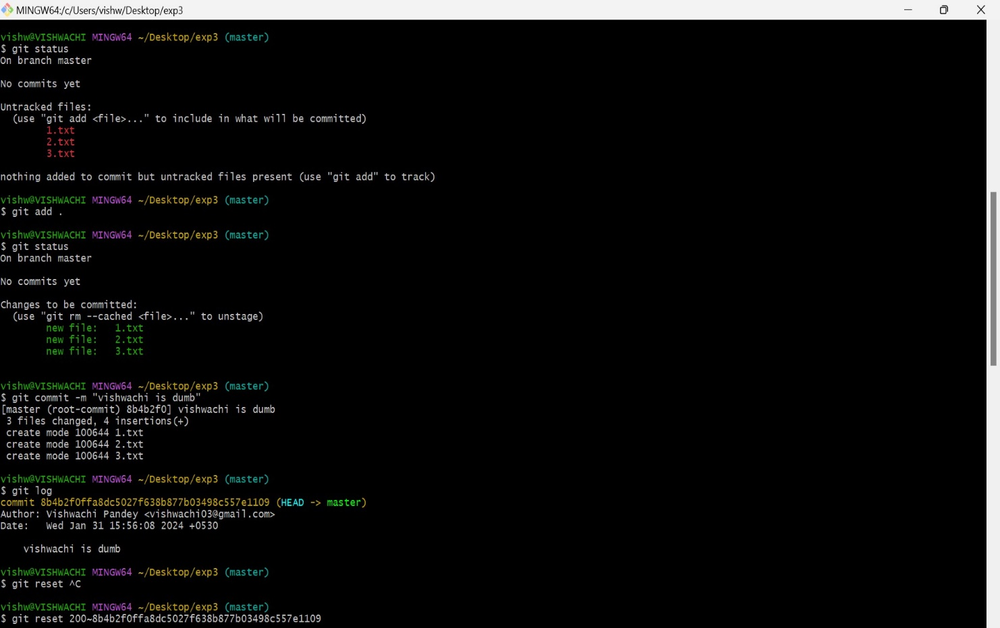 MINGW64:/c/Users/vishw/Desktop/exp3
vishw@VISHWACHI MINGW64 ~/Desktop/exp3 (master)
$ git status
On branch master
No commits yet
Untracked files:
  (use "git add <file>..." to include in what will be committed)
        1.txt
        2.txt
        3.txt
nothing added to commit but untracked files present (use "git add" to track)
vishw@VISHWACHI MINGW64 ~/Desktop/exp3 (master)
$ git add .
vishw@VISHWACHI MINGW64 ~/Desktop/exp3 (master)
$ git status
On branch master
No commits yet
Changes to be committed:
  (use "git rm --cached <file>..." to unstage)
        new file:   1.txt
        new file:   2.txt
        new file:   3.txt
vishw@VISHWACHI MINGW64 ~/Desktop/exp3 (master)
$ git commit -m "vishwachi is dumb"
[master (root-commit) 8b4b2f0] vishwachi is dumb
 3 files changed, 4 insertions(+)
 create mode 100644 1.txt
 create mode 100644 2.txt
 create mode 100644 3.txt
vishw@VISHWACHI MINGW64 ~/Desktop/exp3 (master)
$ git log
commit 8b4b2f0ffa8dc5027f638b877b03498c557e1109 (HEAD -> master)
Author: Vishwachi Pandey <vishwachi03@gmail.com>
Date:   Wed Jan 31 15:56:08 2024 +0530
    vishwachi is dumb
vishw@VISHWACHI MINGW64 ~/Desktop/exp3 (master)
$ git reset ^C
vishw@VISHWACHI MINGW64 ~/Desktop/exp3 (master)
$ git reset 200~8b4b2f0ffa8dc5027f638b877b03498c557e1109